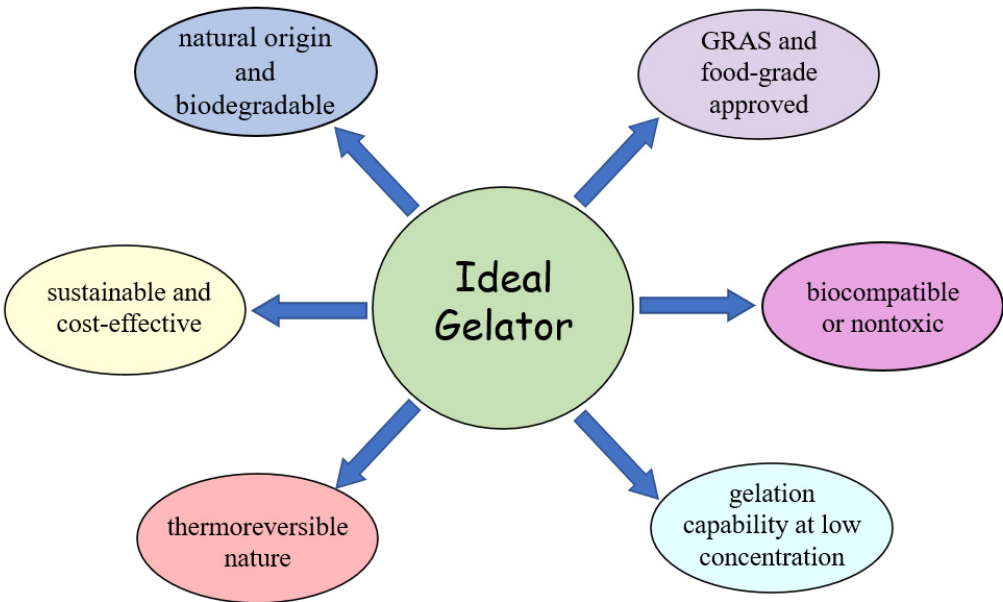 natural origin
and
biodegradable
GRAS and
food-grade
approved
sustainable and
cost-effective
Ideal
Gelator
biocompatible
or nontoxic
thermoreversible
nature
gelation
capability at low
concentration